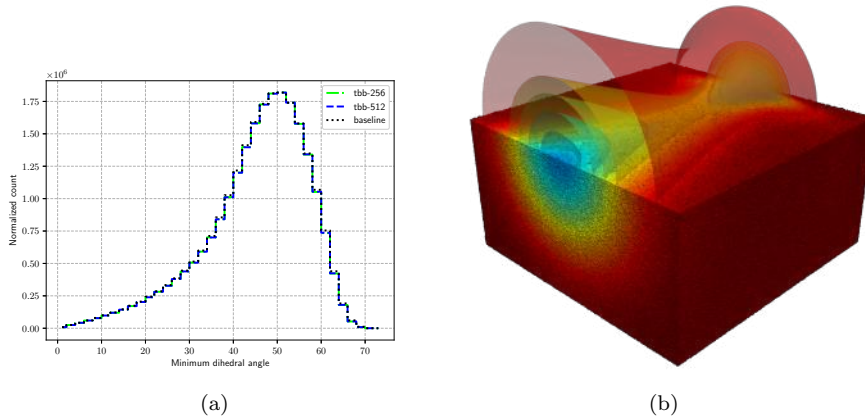 ×10⁶
tbb-256
tbb-512
baseline
1.75
1.50
1.25
1.00
0.75
0.50
0.25
0.00
Normalized count
0 10 20 30 40 50 60 70
Minimum dihedral angle
(a) (b)